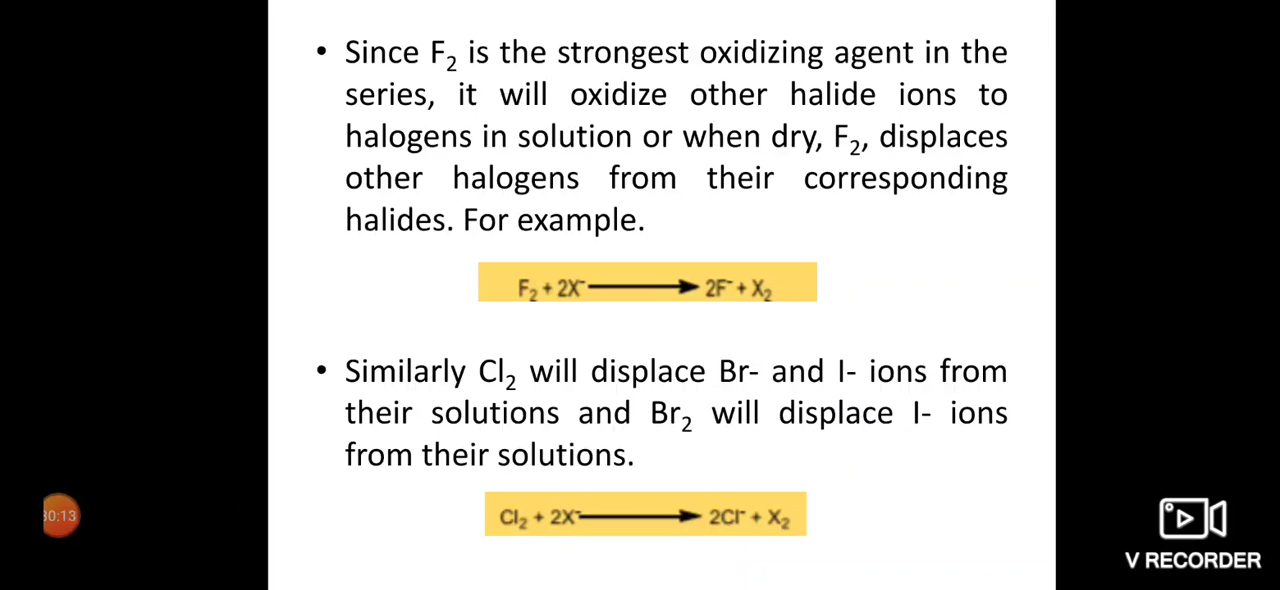 • Since F₂ is the strongest oxidizing agent in the
series, it will oxidize other halide ions to
halogens in solution or when dry, F₂, displaces
other halogens from their corresponding
halides. For example.
F₂ + 2X⁻ → 2F⁻ + X₂
• Similarly Cl₂ will displace Br- and I- ions from
their solutions and Br₂ will displace I- ions
from their solutions.
Cl₂ + 2X⁻ → 2Cl⁻ + X₂
30:13
V RECORDER